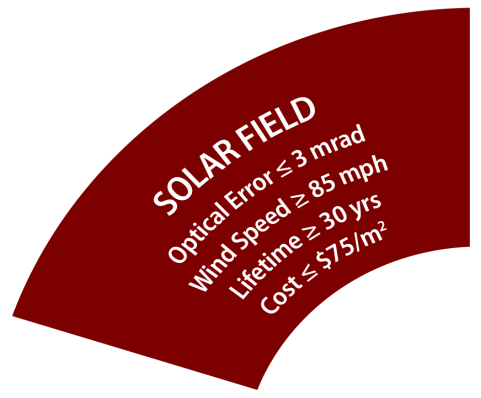 SOLAR FIELD
Optical Error ≤ 3 mrad
Wind Speed ≥ 85 mph
Lifetime ≥ 30 yrs
Cost ≤ $75/m²